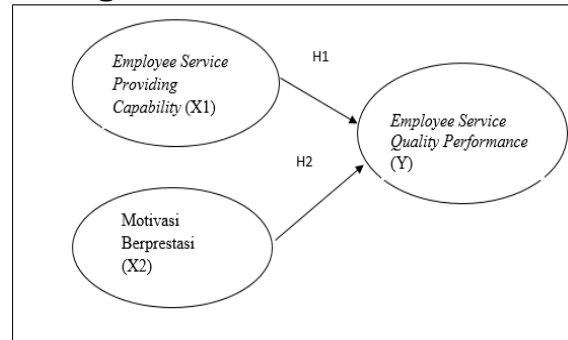 Employee Service
Providing
Capability (X1)
H1
Employee Service
Quality Performance
(Y)
H2
Motivasi
Berprestasi
(X2)